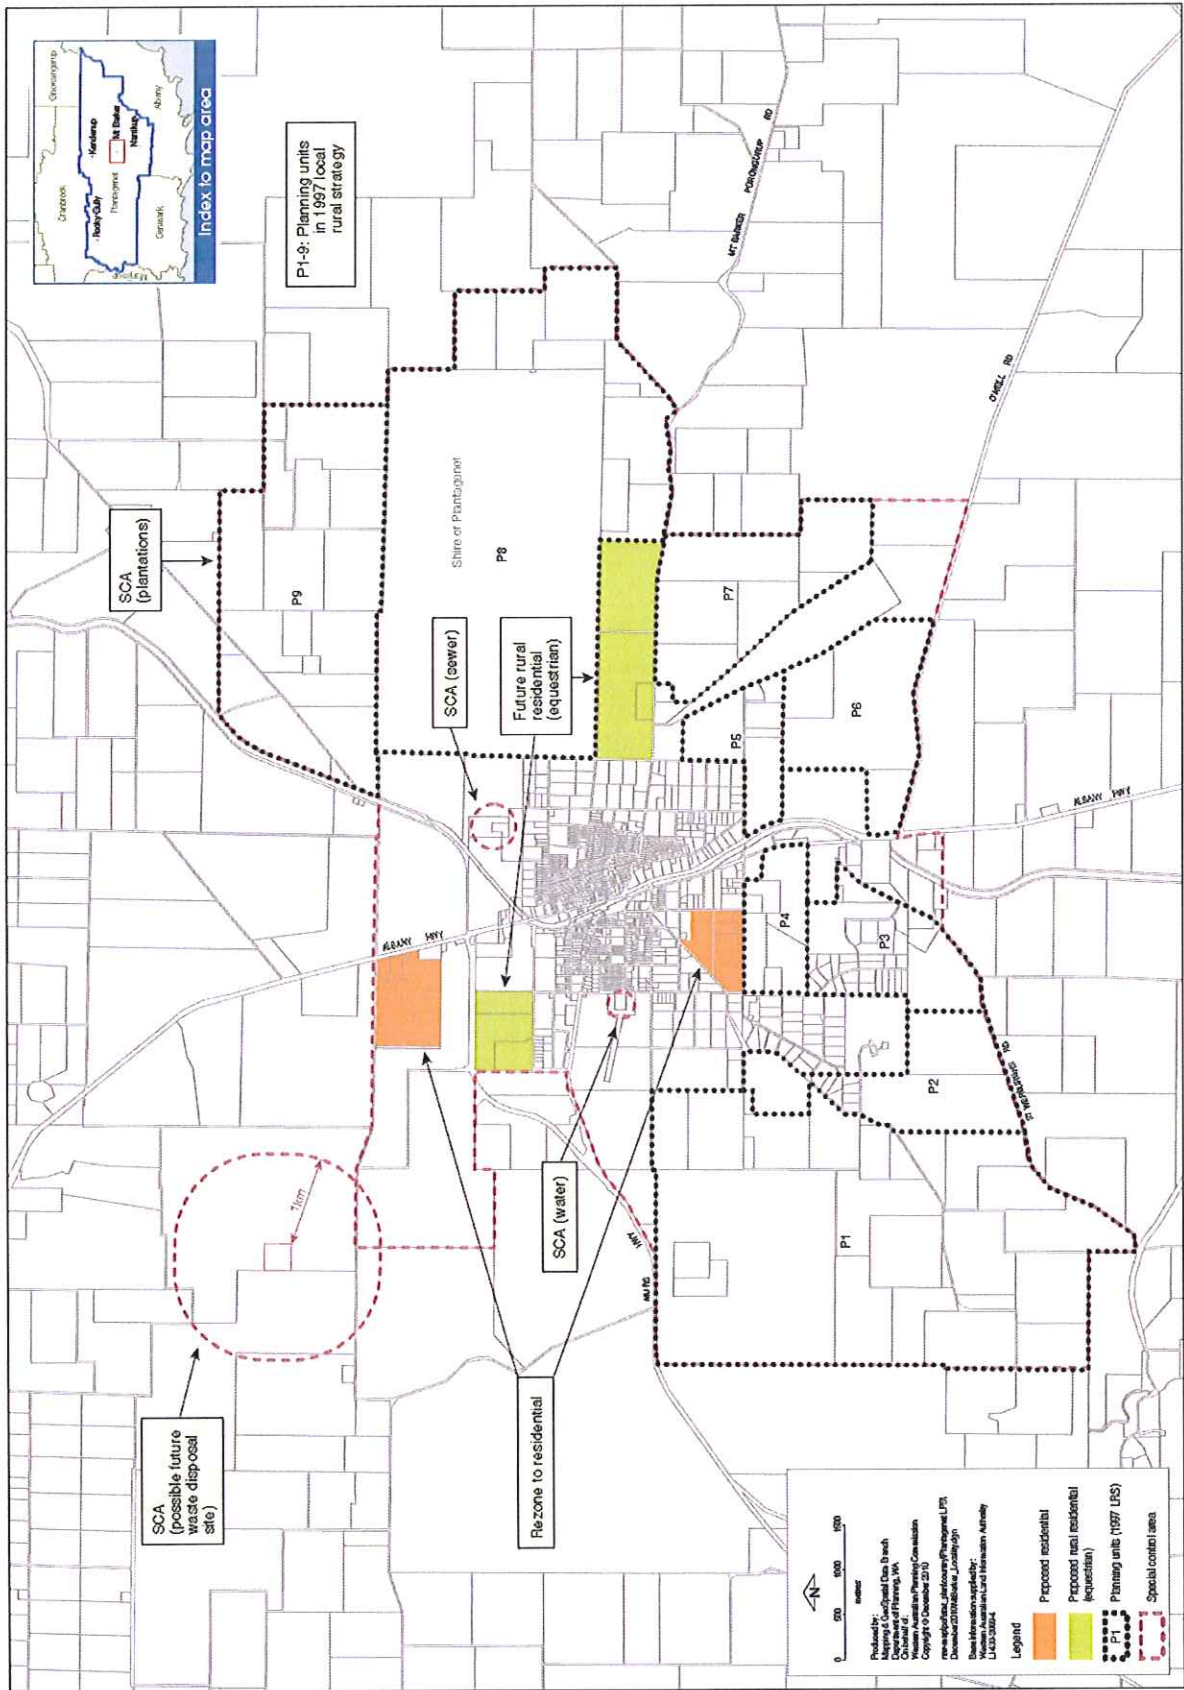 SCA
(possible future
waste disposal
site)
1km
SCA
(plantations)
P1-9: Planning units
in 1997 local
rural strategy
Cranbrook
Gnowangerup
Rocky Gully
Kendenup
Plantagenet
Mt Barker
Narrikup
Denmark
Albany
Index to map area
P9
Shire of Plantagenet
P8
SCA (sewer)
Future rural
residential
(equestrian)
ALBANY HWY
Rezone to residential
SCA (water)
MUIRS HWY
MT BARKER PORONGURUP RD
P7
P5
P6
P4
P3
P2
P1
ALBANY HWY
O'NEILL RD
ST WERBURGHS RD
N
0 500 1000 1500
metres
Produced by:
Mapping & GeoSpatial Data Branch
Department of Planning, WA
On behalf of:
Western Australian Planning Commission
Copyright © December 2010
Base information supplied by:
Western Australian Land Information Authority
Legend
Proposed residential
Proposed rural residential
(equestrian)
P1
Planning units (1997 LRS)
Special control area